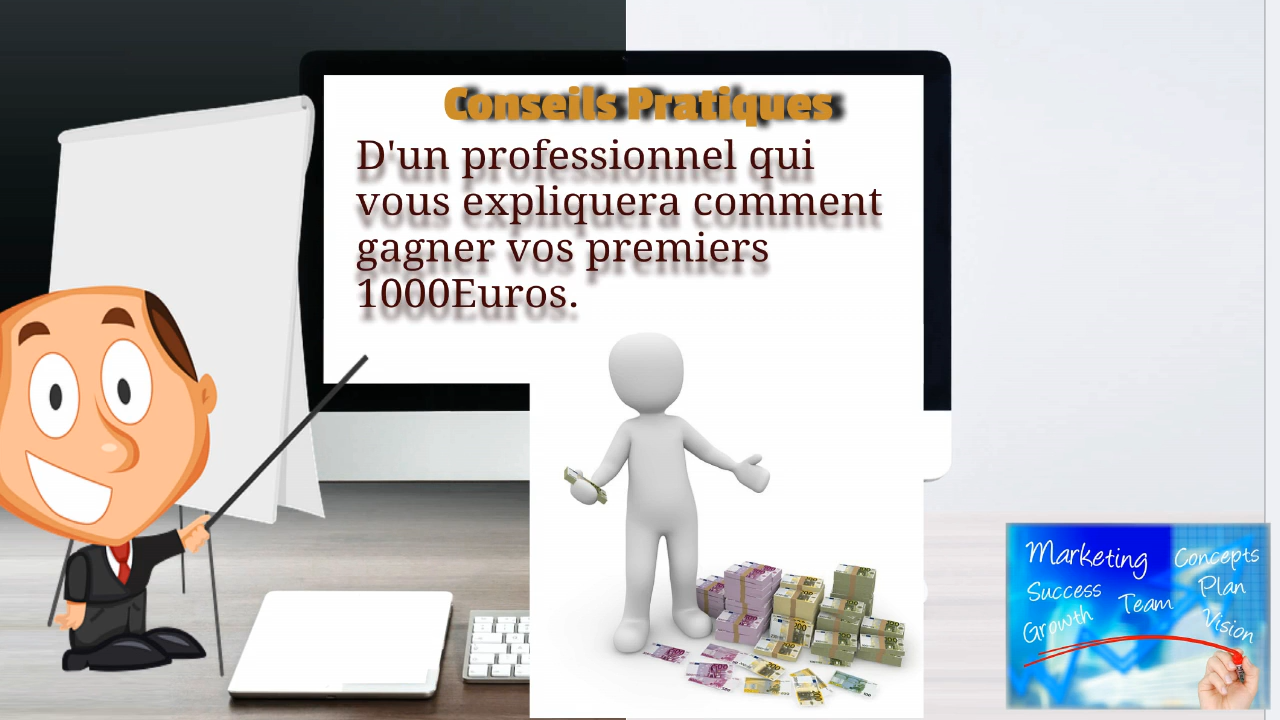 Conseils Pratiques
D'un professionnel qui
vous expliquera comment
gagner vos premiers
1000Euros.
Marketing
Concepts
Success
Plan
Team
Growth
Vision